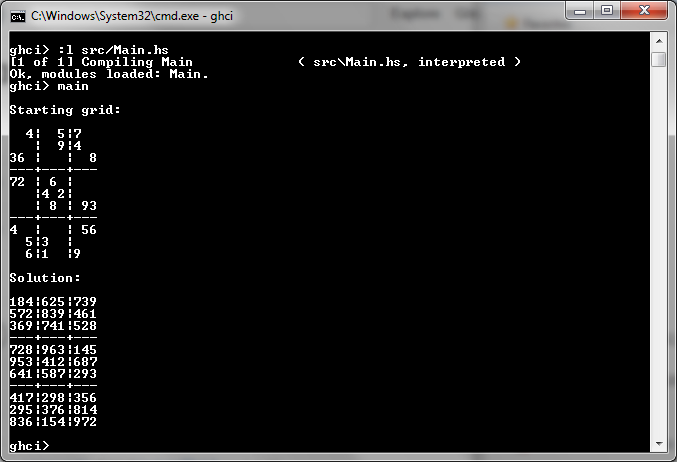 C:\Windows\System32\cmd.exe - ghci
ghci> :l src/Main.hs
[1 of 1] Compiling Main             ( src\Main.hs, interpreted )
Ok, modules loaded: Main.
ghci> main
Starting grid:
  4¦  5¦7
   ¦  9¦4
36 ¦   ¦  8
---+---+---
72 ¦ 6 ¦
   ¦4 2¦
   ¦ 8 ¦ 93
---+---+---
4  ¦   ¦ 56
  5¦3  ¦
  6¦1  ¦9
Solution:
184¦625¦739
572¦839¦461
369¦741¦528
---+---+---
728¦963¦145
953¦412¦687
641¦587¦293
---+---+---
417¦298¦356
295¦376¦814
836¦154¦972
ghci>